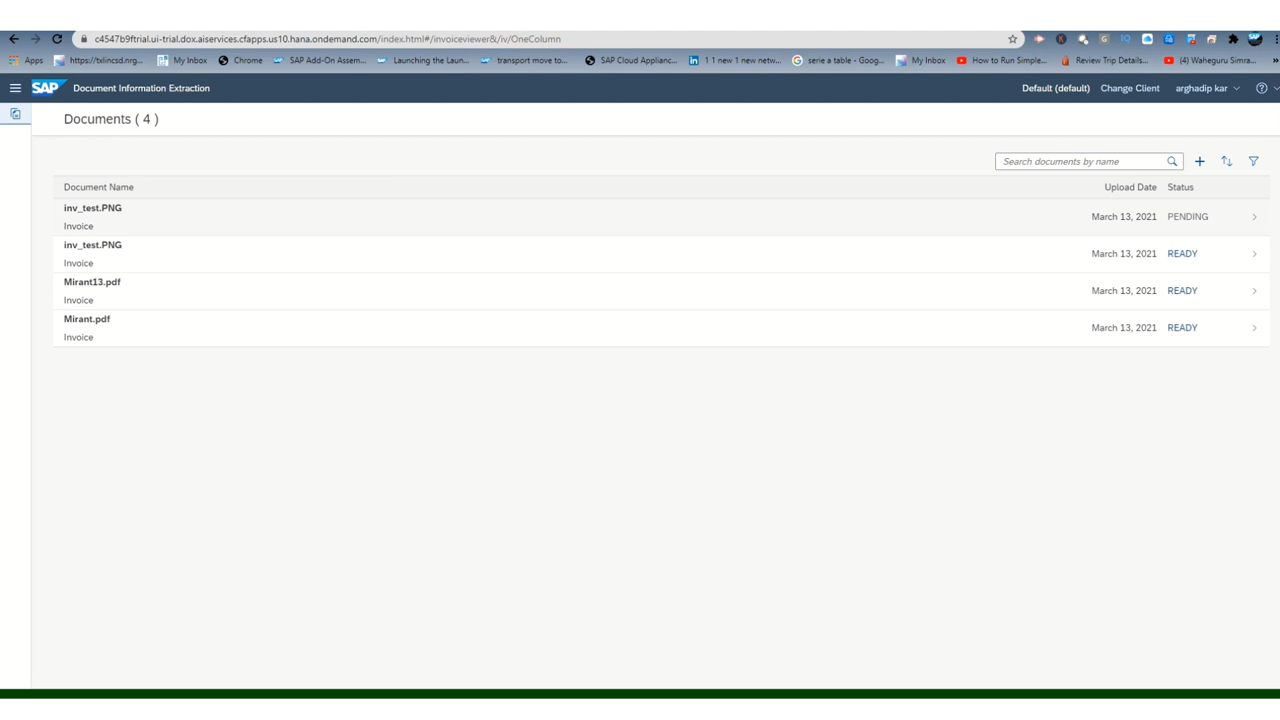 c4547b9ftrial.ui-trial.dox.aiservices.cfapps.us10.hana.ondemand.com/index.html#/invoiceviewer&/iv/OneColumn
Apps https://txlincsd.nrg... My Inbox Chrome SAP Add-On Assem... Launching the Laun... transport move to... SAP Cloud Applianc... 1 1 new 1 new netw... serie a table - Goog... My Inbox How to Run Simple... Review Trip Details... (4) Waheguru Simra... »
SAP Document Information Extraction Default (default) Change Client arghadip kar
Documents ( 4 )
Search documents by name
Document Name Upload Date Status
inv_test.PNG
Invoice March 13, 2021 PENDING
inv_test.PNG
Invoice March 13, 2021 READY
Mirant13.pdf
Invoice March 13, 2021 READY
Mirant.pdf
Invoice March 13, 2021 READY